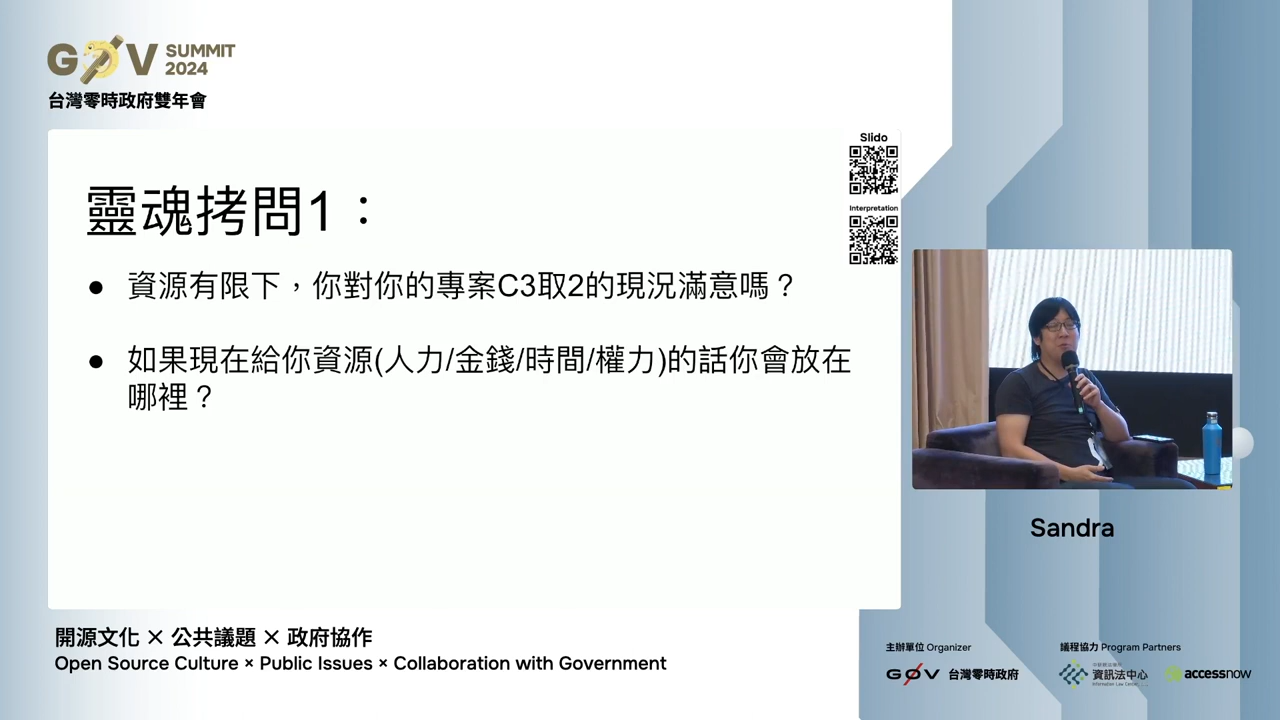 G0V SUMMIT 2024
台灣零時政府雙年會
Slido
Interpretation
靈魂拷問1：
● 資源有限下，你對你的專案C3取2的現況滿意嗎？
● 如果現在給你資源(人力/金錢/時間/權力)的話你會放在
哪裡？
Sandra
開源文化 × 公共議題 × 政府協作
Open Source Culture × Public Issues × Collaboration with Government
主辦單位 Organizer
議程協力 Program Partners
G0V 台灣零時政府
資訊法中心
Information Law Center
accessnow